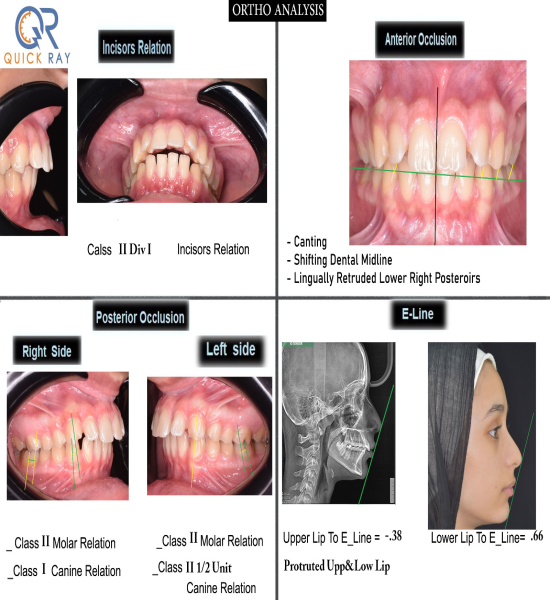 ORTHO ANALYSIS
QR
QUICK RAY
Incisors Relation
Calss II Div I Incisors Relation
Anterior Occlusion
- Canting
- Shifting Dental Midline
- Lingually Retruded Lower Right Posteroirs
Posterior Occlusion
Right Side
Left side
_ Class II Molar Relation
_Class I Canine Relation
_Class II Molar Relation
_Class II 1/2 Unit
Canine Relation
E-Line
Upper Lip To E_Line = -.38
Lower Lip To E_Line= .66
Protruted Upp&Low Lip